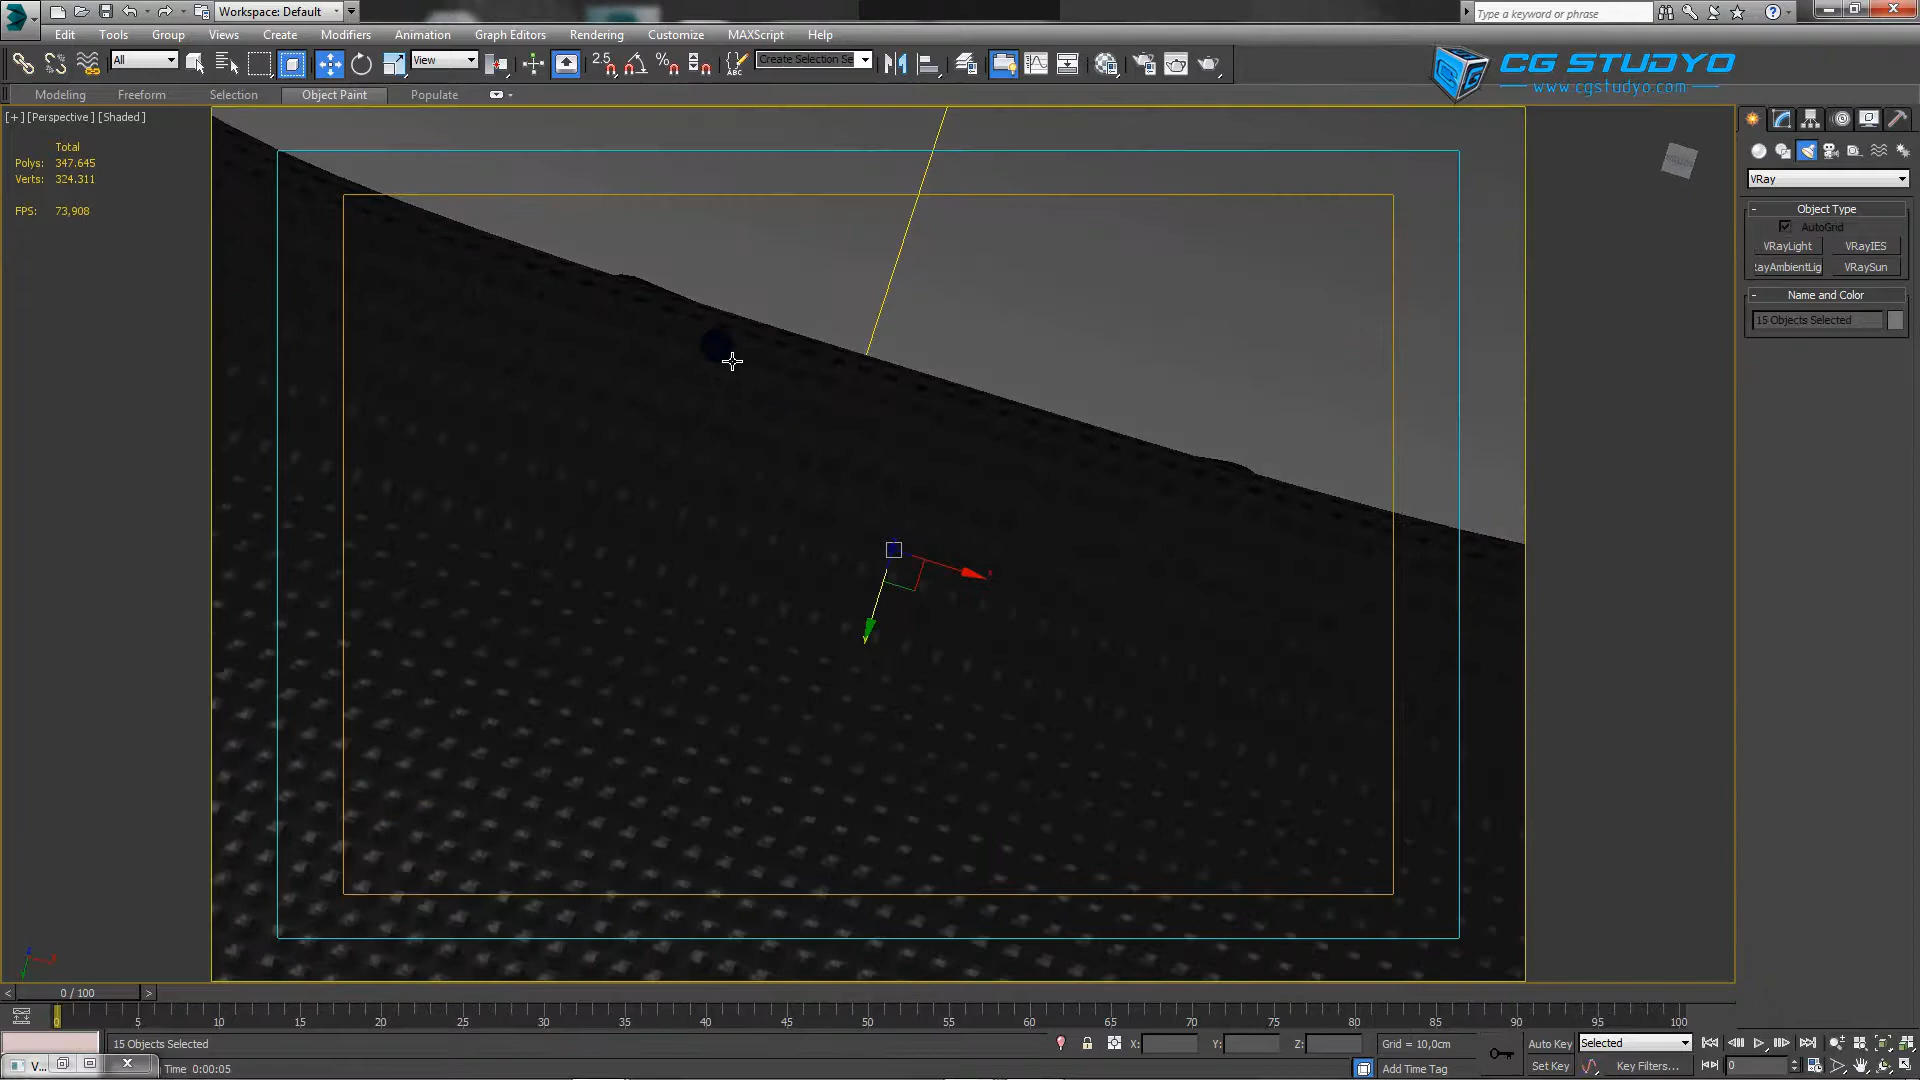 Workspace: Default
Type a keyword or phrase
Edit Tools Group Views Create Modifiers Animation Graph Editors Rendering Customize MAXScript Help
All View 2.5 Create Selection Se
CG STUDYO
www.cgstudyo.com
Modeling Freeform Selection Object Paint Populate
[+] [Perspective] [Shaded]
Total
Polys: 347.645
Verts: 324.311
FPS: 73,908
VRay
Object Type
AutoGrid
VRayLight VRayIES
RayAmbientLig VRaySun
Name and Color
15 Objects Selected
0 / 100
5 10 15 20 25 30 35 40 45 50 55 60 65 70 75 80 85 90 95 100
15 Objects Selected X: Y: Z: Grid = 10,0cm Auto Key Selected
V... Time 0:00:05 Add Time Tag Set Key Key Filters... 0